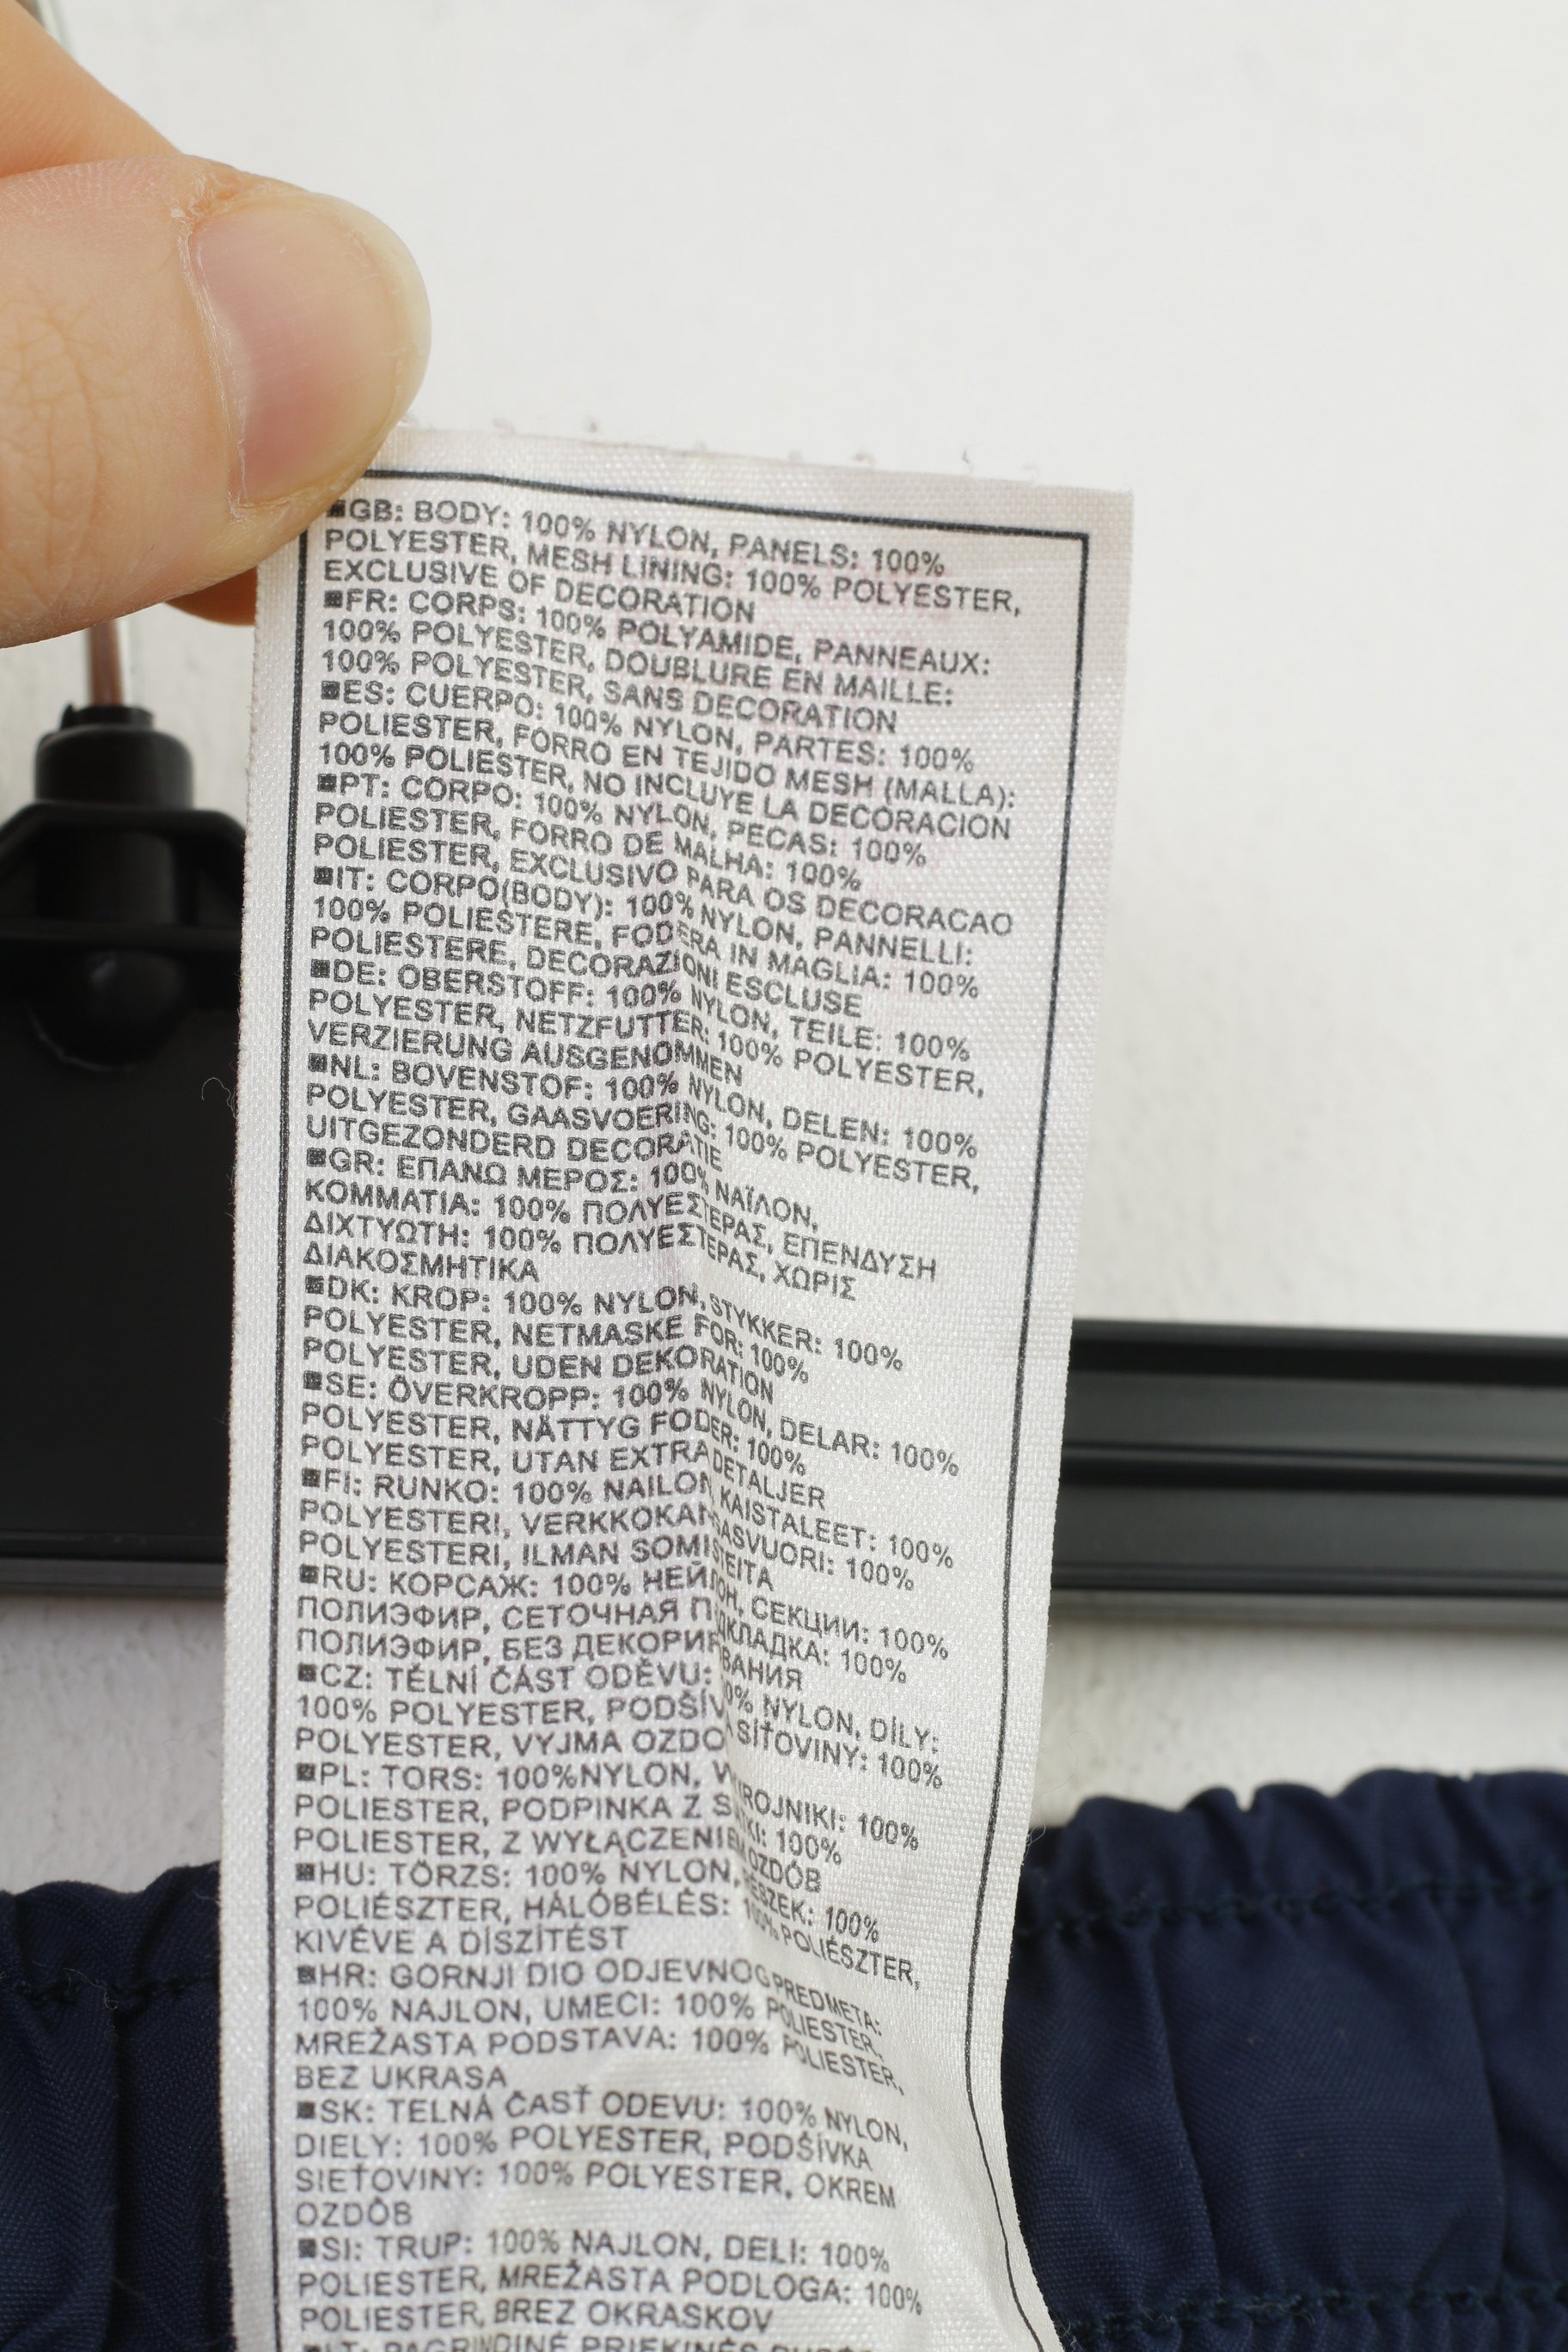 ■GB: BODY: 100% NYLON, PANELS: 100%
POLYESTER, MESH LINING: 100% POLYESTER,
EXCLUSIVE OF DECORATION
■FR: CORPS: 100% POLYAMIDE, PANNEAUX:
100% POLYESTER, DOUBLURE EN MAILLE:
100% POLYESTER, SANS DECORATION
■ES: CUERPO: 100% NYLON, PARTES: 100%
POLIESTER, FORRO EN TEJIDO MESH (MALLA):
100% POLIESTER, NO INCLUYE LA DECORACION
■PT: CORPO: 100% NYLON, PECAS: 100%
POLIESTER, FORRO DE MALHA: 100%
POLIESTER, EXCLUSIVO PARA OS DECORACAO
■IT: CORPO(BODY): 100% NYLON, PANNELLI:
100% POLIESTERE, FODERA IN MAGLIA: 100%
POLIESTERE, DECORAZIONI ESCLUSE
■DE: OBERSTOFF: 100% NYLON, TEILE: 100%
POLYESTER, NETZFUTTER: 100% POLYESTER,
VERZIERUNG AUSGENOMMEN
■NL: BOVENSTOF: 100% NYLON, DELEN: 100%
POLYESTER, GAASVOERING: 100% POLYESTER,
UITGEZONDERD DECORATIE
■GR: ΕΠΑΝΩ ΜΕΡΟΣ: 100% ΝΑΪΛΟΝ,
ΚΟΜΜΑΤΙΑ: 100% ΠΟΛΥΕΣΤΕΡΑΣ, ΕΠΕΝΔΥΣΗ
ΔΙΧΤΥΩΤΗ: 100% ΠΟΛΥΕΣΤΕΡΑΣ, ΧΩΡΙΣ
ΔΙΑΚΟΣΜΗΤΙΚΑ
■DK: KROP: 100% NYLON, STYKKER: 100%
POLYESTER, NETMASKE FOR: 100%
POLYESTER, UDEN DEKORATION
■SE: ÖVERKROPP: 100% NYLON, DELAR: 100%
POLYESTER, NÄTTYG FODER: 100%
POLYESTER, UTAN EXTRA DETALJER
■FI: RUNKO: 100% NAILON, KAISTALEET: 100%
POLYESTERI, VERKKOKANGASVUORI: 100%
POLYESTERI, ILMAN SOMISTEITA
■RU: КОРСАЖ: 100% НЕЙЛОН, СЕКЦИИ: 100%
ПОЛИЭФИР, СЕТОЧНАЯ ПОДКЛАДКА: 100%
ПОЛИЭФИР, БЕЗ ДЕКОРИРОВАНИЯ
■CZ: TĚLNÍ ČÁST ODĚVU: 100% NYLON, DÍLY:
100% POLYESTER, PODŠÍVKA SÍŤOVINY: 100%
POLYESTER, VYJMA OZDOB
■PL: TORS: 100%NYLON, WYKROJNIKI: 100%
POLIESTER, PODPINKA Z SIATKI: 100%
POLIESTER, Z WYŁĄCZENIEM OZDÓB
■HU: TÖRZS: 100% NYLON, RÉSZEK: 100%
POLIÉSZTER, HÁLÓBÉLÉS: 100% POLIÉSZTER,
KIVÉVE A DÍSZÍTÉST
■HR: GORNJI DIO ODJEVNOG PREDMETA:
100% NAJLON, UMECI: 100% POLIESTER,
MREŽASTA PODSTAVA: 100% POLIESTER,
BEZ UKRASA
■SK: TELNÁ ČASŤ ODEVU: 100% NYLON,
DIELY: 100% POLYESTER, PODŠÍVKA
SIEŤOVINY: 100% POLYESTER, OKREM
OZDÔB
■SI: TRUP: 100% NAJLON, DELI: 100%
POLIESTER, MREŽASTA PODLOGA: 100%
POLIESTER, BREZ OKRASKOV
■LT: PAGRINDINĖ PRIEKINĖS